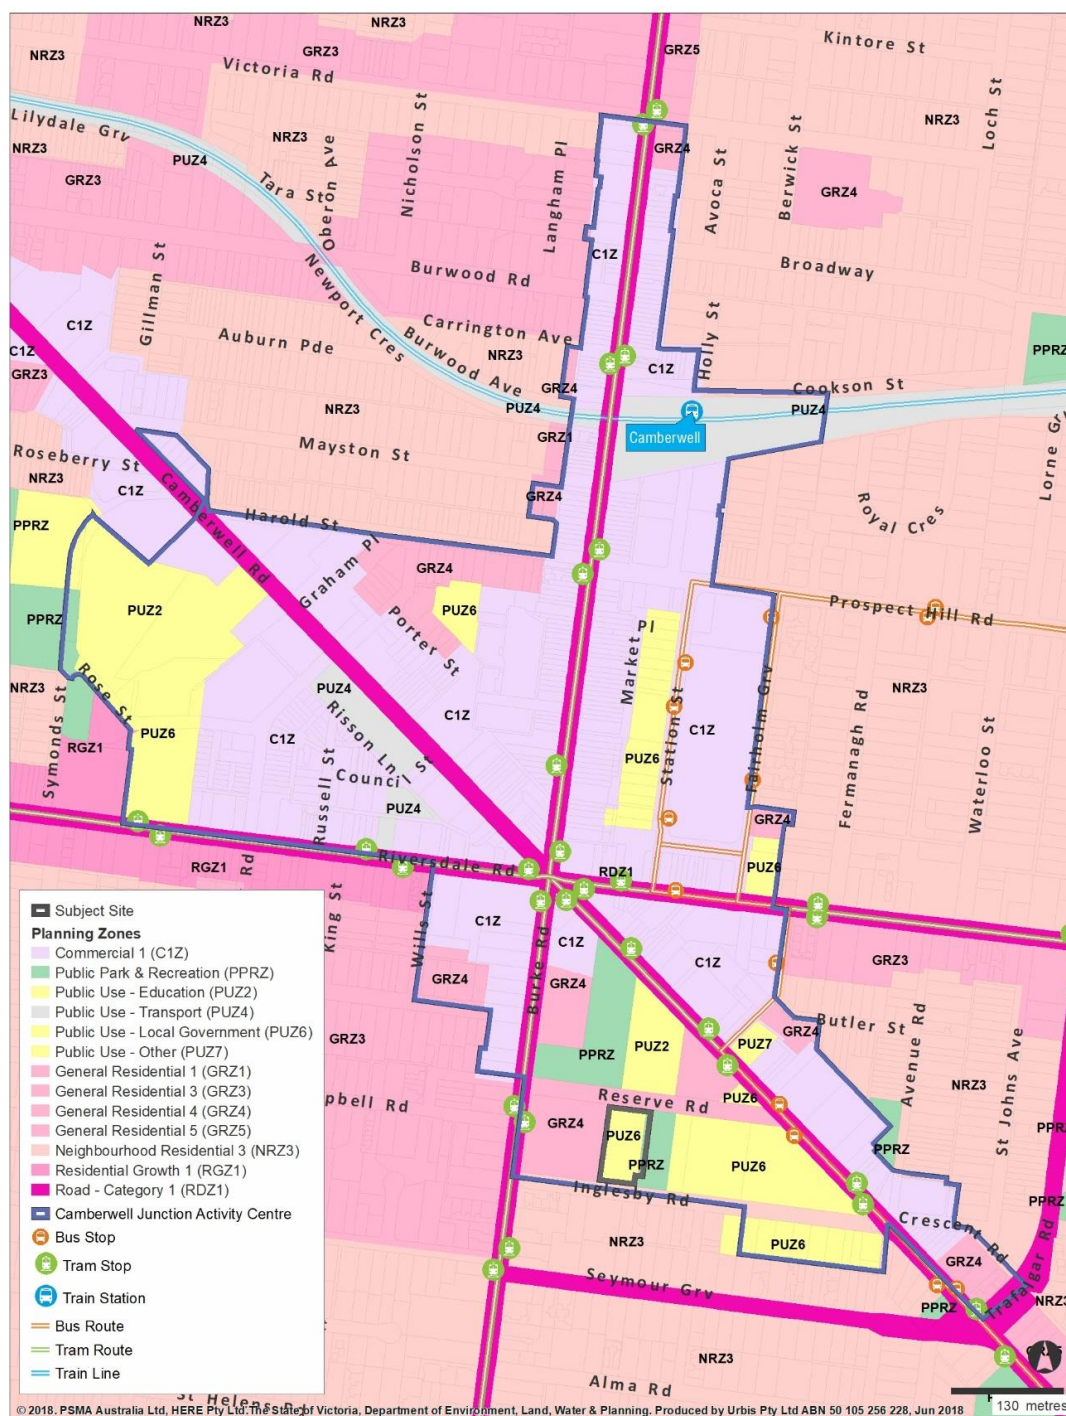 NRZ3
NRZ3
GRZ5
Kintore St
NRZ3
GRZ3
Victoria Rd
Loch St
Lilydale Grv
NRZ3
Nicholson St
NRZ3
NRZ3
PUZ4
Oberon Ave
Langham Pl
GRZ4
Avoca St
Berwick St
GRZ3
Tara St
GRZ4
C1Z
Burwood Rd
Broadway
Newport Cres
Gillman St
C1Z
Carrington Ave
Auburn Pde
Burwood Ave
NRZ3
C1Z
Holly St
PPRZ
C1Z
GRZ3
GRZ4
Cookson St
NRZ3
PUZ4
PUZ4
Camberwell
GRZ1
Mayston St
Roseberry St
NRZ3
C1Z
GRZ4
Royal Cres
Camberwell Rd
Harold St
PPRZ
Graham Pl
GRZ4
PUZ2
PUZ6
Prospect Hill Rd
PPRZ
Porter St
Market Pl
Rose St
PUZ4
NRZ3
NRZ3
Symonds St
Risson Ln
C1Z
Station St
C1Z
Fairholm Grv
Fermanagh Rd
Waterloo St
RGZ1
PUZ6
C1Z
Russell St
Council St
PUZ6
PUZ4
GRZ4
RGZ1
Rd
Riversdale Rd
RDZ1
PUZ6
King St
Wills St
C1Z
Burke Rd
C1Z
C1Z
GRZ3
GRZ4
GRZ4
GRZ3
PPRZ
PUZ2
PUZ7
GRZ4
Butler St
Avenue Rd
NRZ3
St Johns Ave
pbell Rd
Reserve Rd
PUZ6
GRZ4
PUZ6
PPRZ
PUZ6
PPRZ
Inglesby Rd
NRZ3
PUZ6
Crescent Rd
GRZ4
PPRZ
Seymour Grv
PPRZ
Trafalgar Rd
NRZ3
NRZ3
Alma Rd
St Helens Rd
Subject Site
Planning Zones
Commercial 1 (C1Z)
Public Park & Recreation (PPRZ)
Public Use - Education (PUZ2)
Public Use - Transport (PUZ4)
Public Use - Local Government (PUZ6)
Public Use - Other (PUZ7)
General Residential 1 (GRZ1)
General Residential 3 (GRZ3)
General Residential 4 (GRZ4)
General Residential 5 (GRZ5)
Neighbourhood Residential 3 (NRZ3)
Residential Growth 1 (RGZ1)
Road - Category 1 (RDZ1)
Camberwell Junction Activity Centre
Bus Stop
Tram Stop
Train Station
Bus Route
Tram Route
Train Line
130 metres
© 2018. PSMA Australia Ltd, HERE Pty Ltd. The State of Victoria, Department of Environment, Land, Water & Planning. Produced by Urbis Pty Ltd ABN 50 105 256 228, Jun 2018